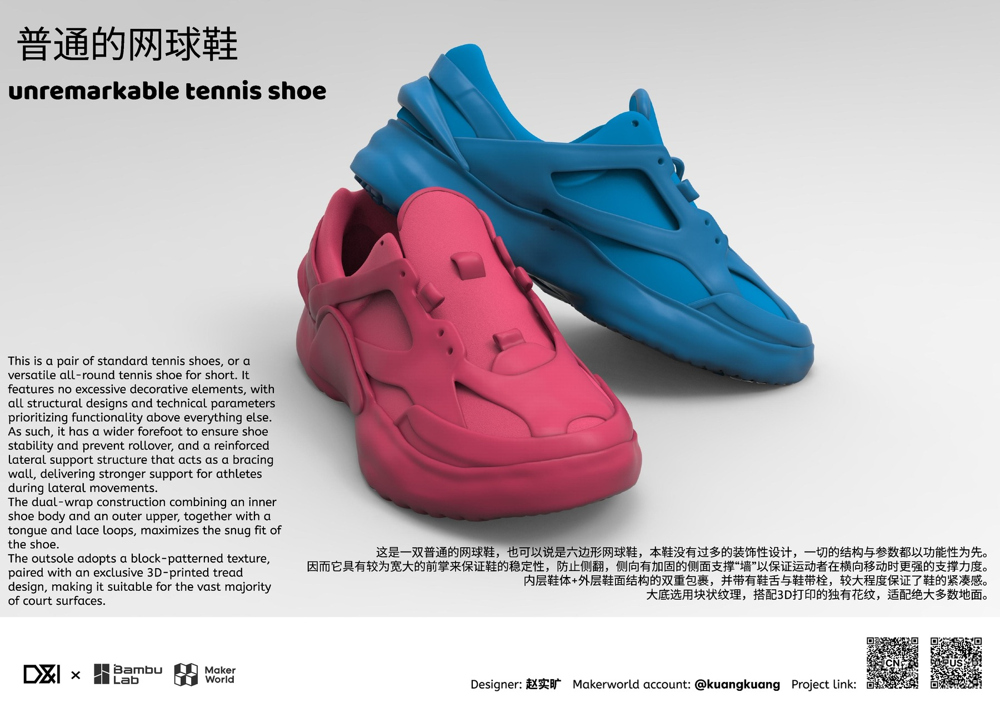 普通的网球鞋
unremarkable tennis shoe
This is a pair of standard tennis shoes, or a
versatile all-round tennis shoe for short. It
features no excessive decorative elements, with
all structural designs and technical parameters
prioritizing functionality above everything else.
As such, it has a wider forefoot to ensure shoe
stability and prevent rollover, and a reinforced
lateral support structure that acts as a bracing
wall, delivering stronger support for athletes
during lateral movements.
The dual-wrap construction combining an inner
shoe body and an outer upper, together with a
tongue and lace loops, maximizes the snug fit of
the shoe.
The outsole adopts a block-patterned texture,
paired with an exclusive 3D-printed tread
design, making it suitable for the vast majority
of court surfaces.
这是一双普通的网球鞋，也可以说是六边形网球鞋，本鞋没有过多的装饰性设计，一切的结构与参数都以功能性为先。
因而它具有较为宽大的前掌来保证鞋的稳定性，防止侧翻，侧向有加固的侧面支撑“墙”以保证运动者在横向移动时更强的支撑力度。
内层鞋体+外层鞋面结构的双重包裹，并带有鞋舌与鞋带栓，较大程度保证了鞋的紧凑感。
大底选用块状纹理，搭配3D打印的独有花纹，适配绝大多数地面。
DX&I × Bambu Lab Maker World
Designer: 赵实旷 Makerworld account: @kuangkuang Project link:
CN US